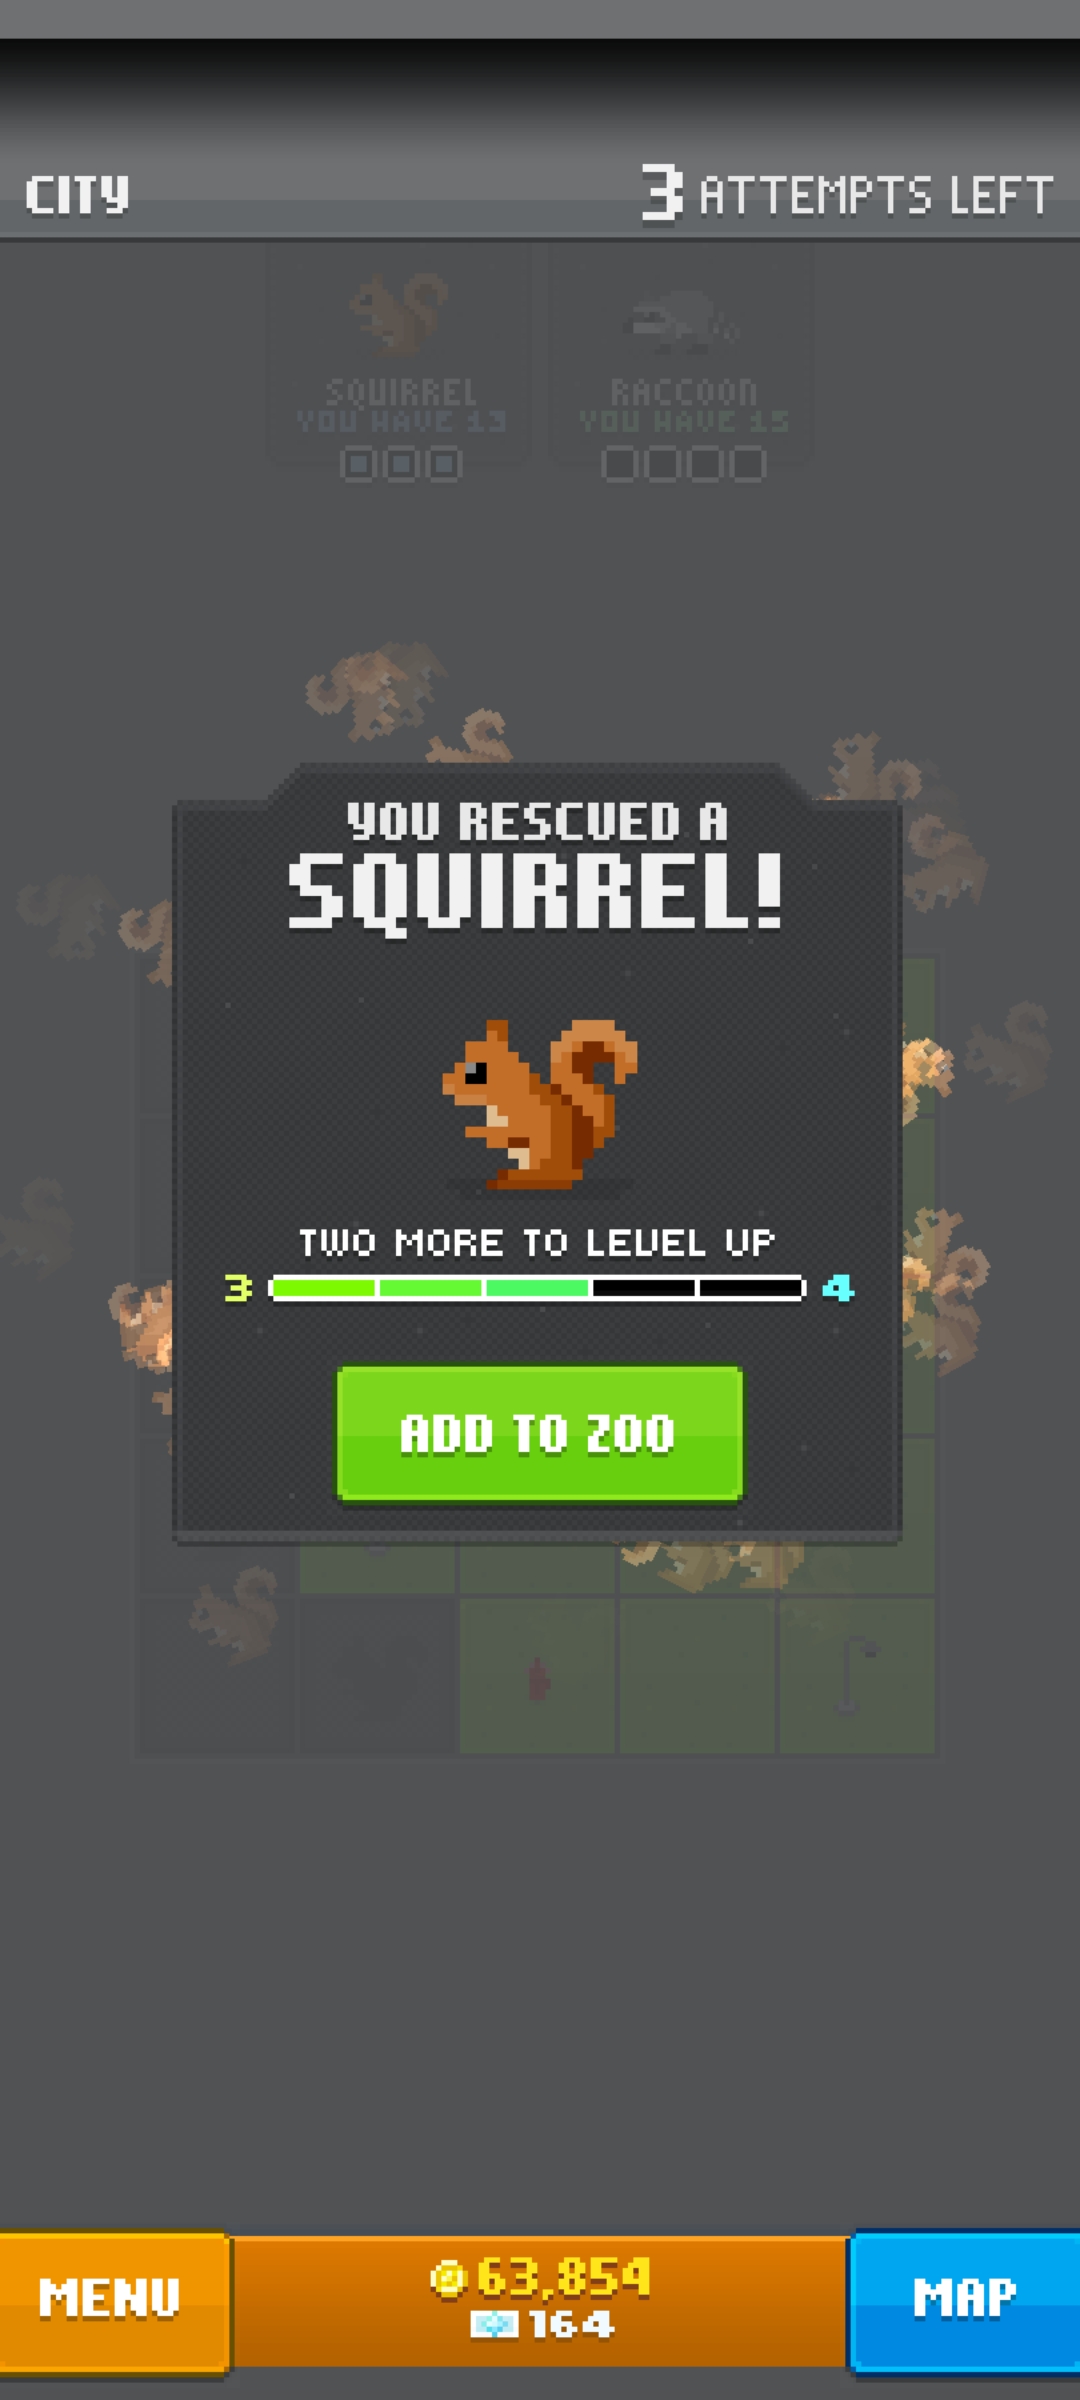 CITY
3 ATTEMPTS LEFT
SQUIRREL
YOU HAVE 13
RACCOON
YOU HAVE 15
YOU RESCUED A
SQUIRREL!
TWO MORE TO LEVEL UP
3
4
ADD TO ZOO
MENU
63,854
164
MAP